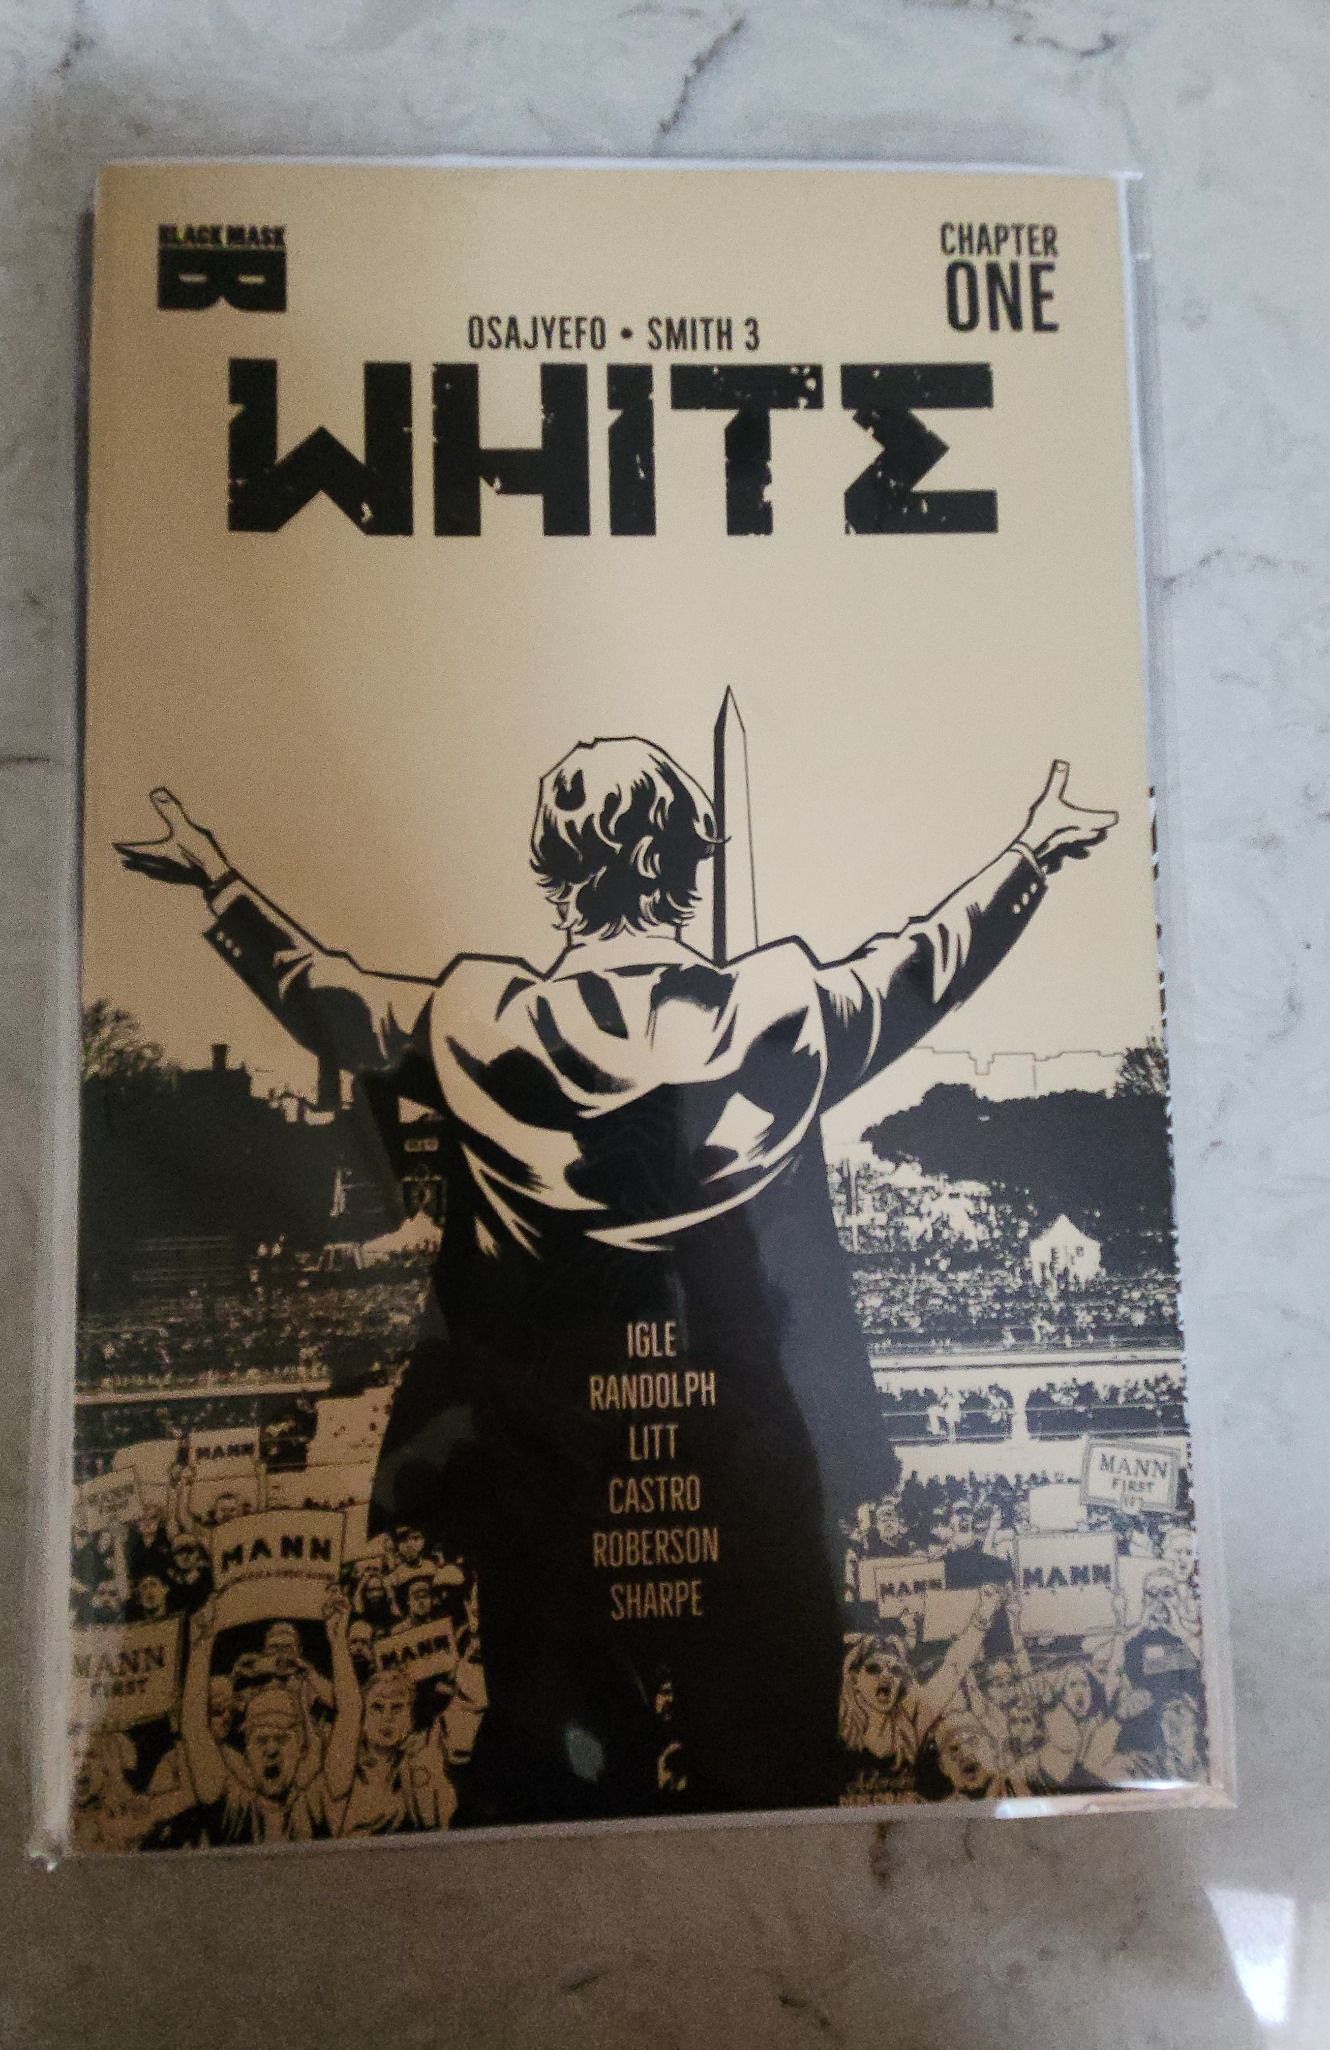 BLACK MASK
B
CHAPTER
ONE
OSAJYEFO • SMITH 3
WHITE
IGLE
RANDOLPH
LITT
CASTRO
ROBERSON
SHARPE
MANN
MANN
FIRST
MANN
MANN
MANN
MANN
MANN
FIRST